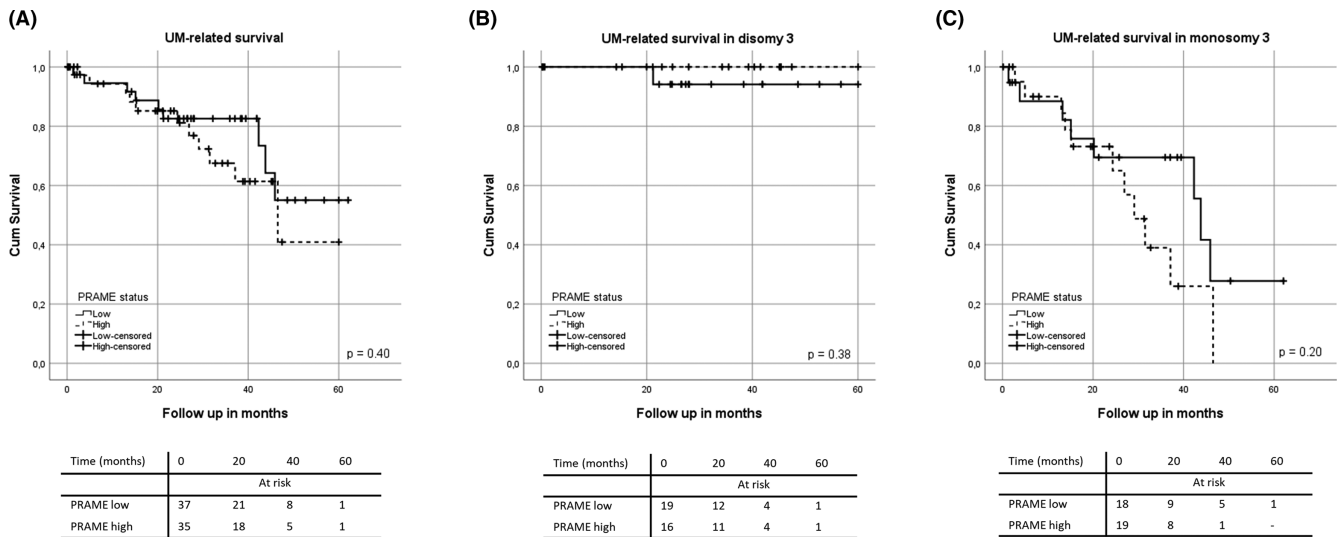 (A)
UM-related survival
1,0
0,8
0,6
0,4
0,2
0,0
Cum Survival
PRAME status
Low
High
Low-censored
High-censored
p = 0.40
0 20 40 60
Follow up in months
Time (months) 0 20 40 60
At risk
PRAME low 37 21 8 1
PRAME high 35 18 5 1
(B)
UM-related survival in disomy 3
1,0
0,8
0,6
0,4
0,2
0,0
Cum Survival
PRAME status
Low
High
Low-censored
High-censored
p = 0.38
0 20 40 60
Follow up in months
Time (months) 0 20 40 60
At risk
PRAME low 19 12 4 1
PRAME high 16 11 4 1
(C)
UM-related survival in monosomy 3
1,0
0,8
0,6
0,4
0,2
0,0
Cum Survival
PRAME status
Low
High
Low-censored
High-censored
p = 0.20
0 20 40 60
Follow up in months
Time (months) 0 20 40 60
At risk
PRAME low 18 9 5 1
PRAME high 19 8 1 -